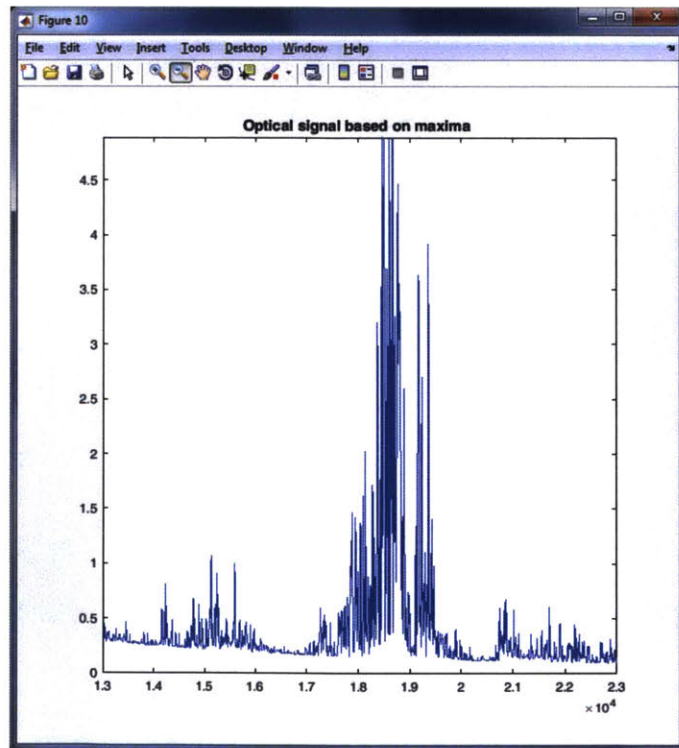 Figure 10
File Edit View Insert Tools Desktop Window Help
Optical signal based on maxima
4.5
4
3.5
3
2.5
2
1.5
1
0.5
0
1.3 1.4 1.5 1.6 1.7 1.8 1.9 2 2.1 2.2 2.3
×10⁴